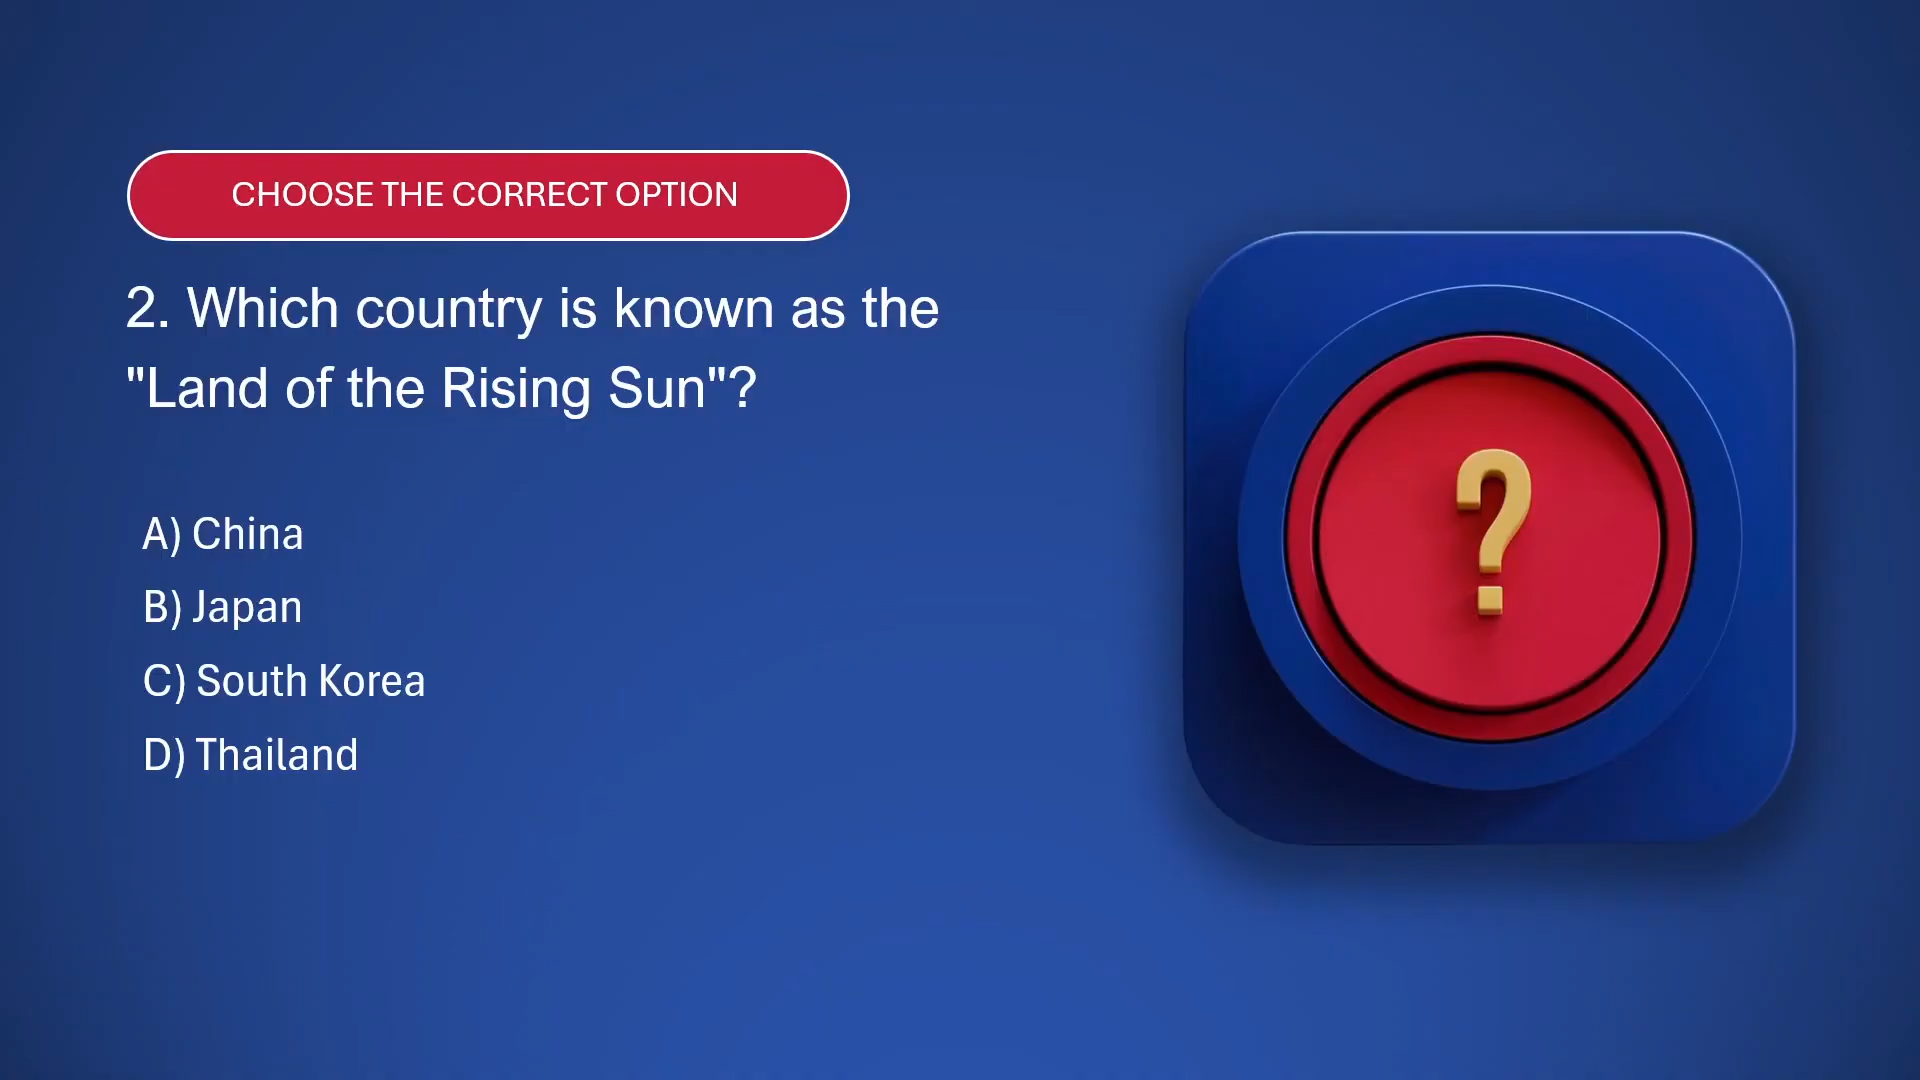 CHOOSE THE CORRECT OPTION
2. Which country is known as the
"Land of the Rising Sun"?
A) China
B) Japan
C) South Korea
D) Thailand
?